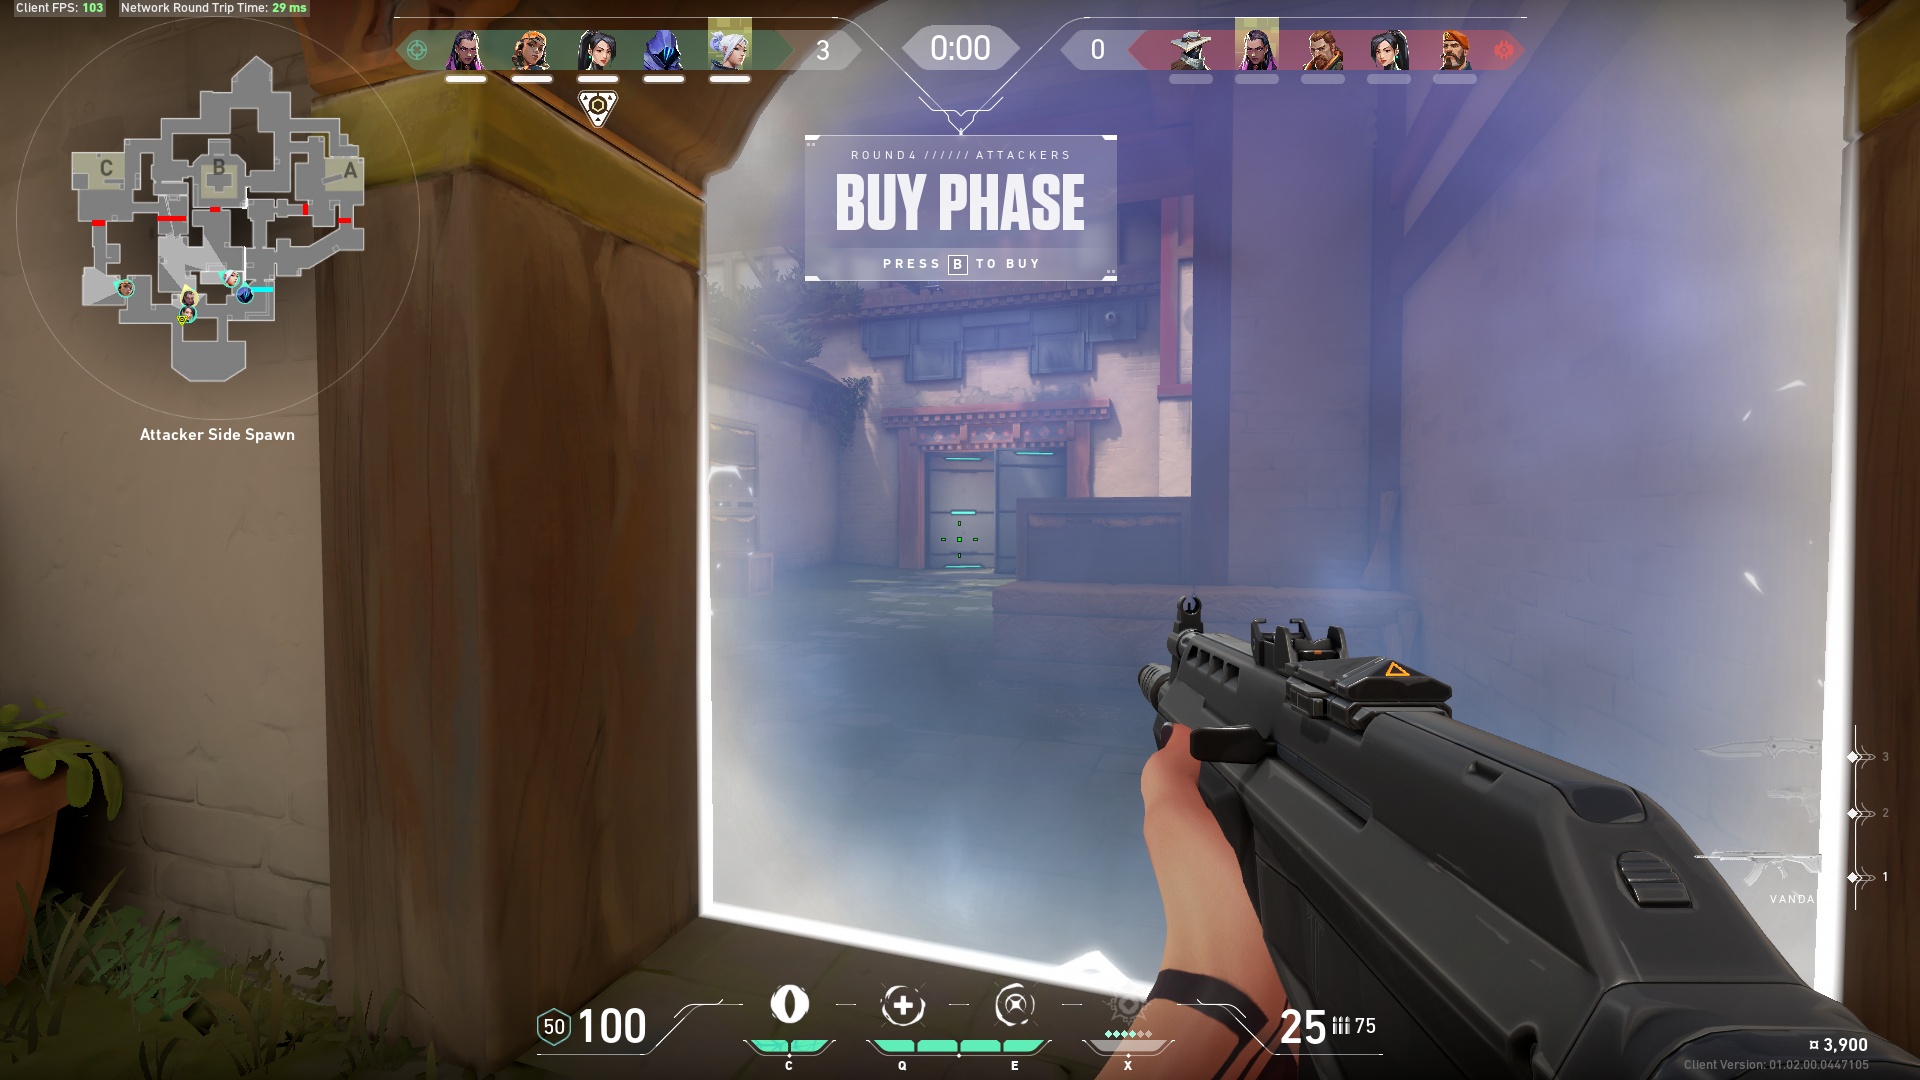 Client FPS: 103 Network Round Trip Time: 29 ms
3 0:00 0
ROUND4 ////// ATTACKERS
BUY PHASE
PRESS B TO BUY
C B A
Attacker Side Spawn
3
2
1
VANDA
50 100
25 75
¤ 3,900
C Q E X
Client Version: 01.02.00.0447105